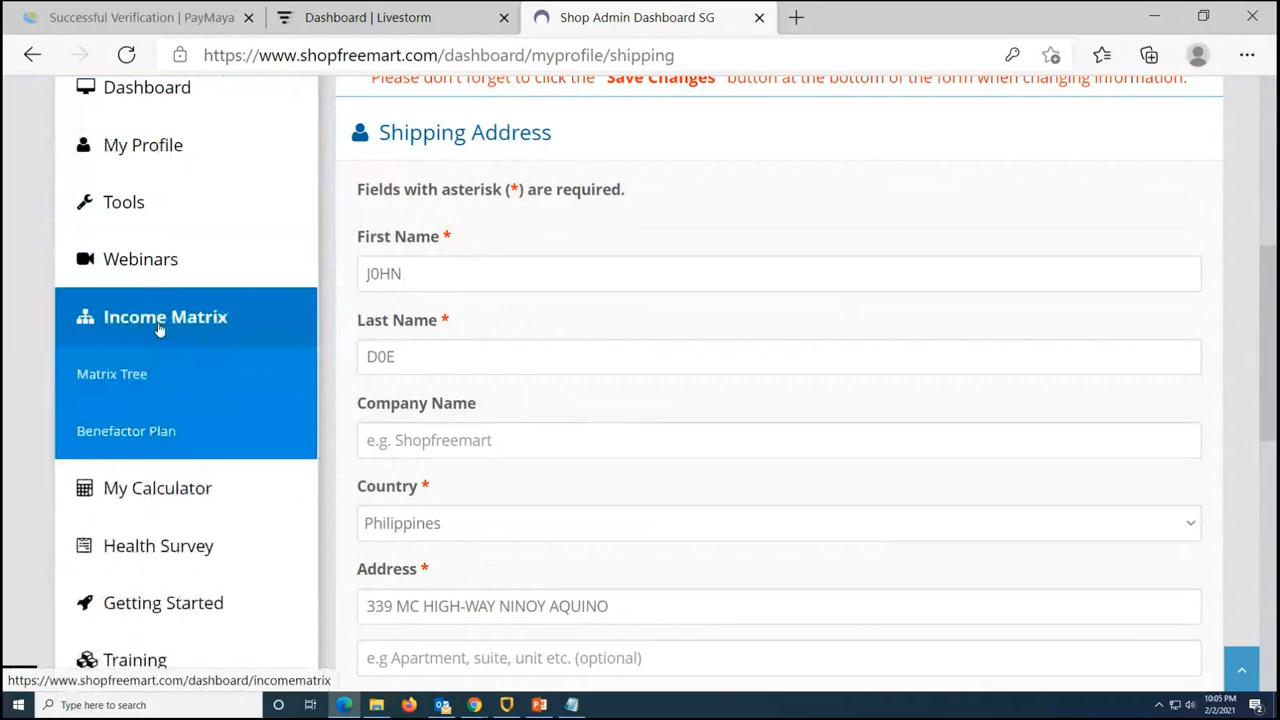 Successful Verification | PayMaya
Dashboard | Livestorm
Shop Admin Dashboard SG
https://www.shopfreemart.com/dashboard/myprofile/shipping
Dashboard
My Profile
Tools
Webinars
Income Matrix
Matrix Tree
Benefactor Plan
My Calculator
Health Survey
Getting Started
Training
Please don't forget to click the "Save Changes" button at the bottom of the form when changing information.
Shipping Address
Fields with asterisk (*) are required.
First Name *
J0HN
Last Name *
D0E
Company Name
e.g. Shopfreemart
Country *
Philippines
Address *
339 MC HIGH-WAY NINOY AQUINO
e.g Apartment, suite, unit etc. (optional)
https://www.shopfreemart.com/dashboard/incomematrix
Type here to search
10:05 PM
2/2/2021
2